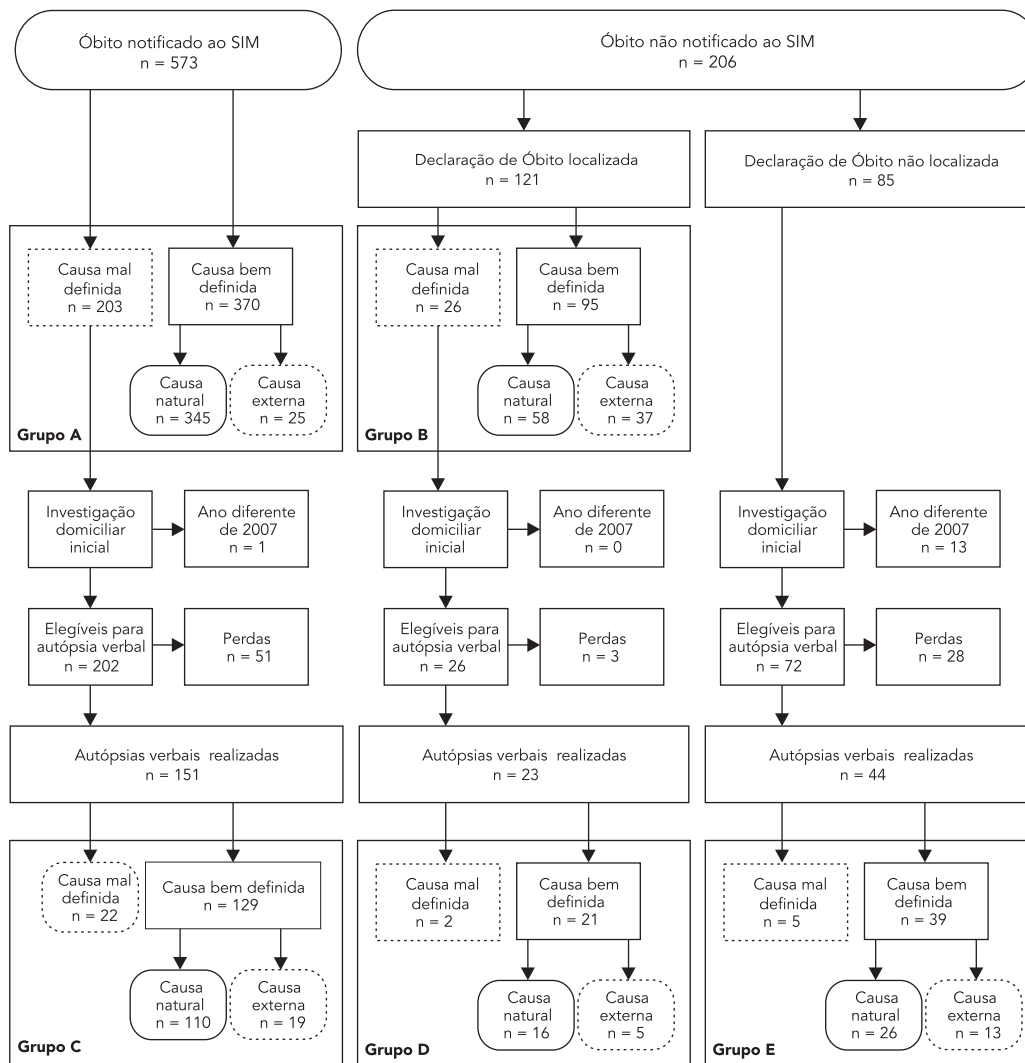 Óbito notificado ao SIM
n = 573
Óbito não notificado ao SIM
n = 206
Declaração de Óbito localizada
n = 121
Declaração de Óbito não localizada
n = 85
Causa mal
definida
n = 203
Causa bem
definida
n = 370
Causa
natural
n = 345
Causa
externa
n = 25
Grupo A
Causa mal
definida
n = 26
Causa bem
definida
n = 95
Causa
natural
n = 58
Causa
externa
n = 37
Grupo B
Investigação
domiciliar
inicial
Ano diferente
de 2007
n = 1
Investigação
domiciliar
inicial
Ano diferente
de 2007
n = 0
Investigação
domiciliar
inicial
Ano diferente
de 2007
n = 13
Elegíveis para
autópsia verbal
n = 202
Perdas
n = 51
Elegíveis para
autópsia verbal
n = 26
Perdas
n = 3
Elegíveis para
autópsia verbal
n = 72
Perdas
n = 28
Autópsias verbais realizadas
n = 151
Autópsias verbais realizadas
n = 23
Autópsias verbais realizadas
n = 44
Causa mal
definida
n = 22
Causa bem definida
n = 129
Causa
natural
n = 110
Causa
externa
n = 19
Grupo C
Causa mal
definida
n = 2
Causa bem
definida
n = 21
Causa
natural
n = 16
Causa
externa
n = 5
Grupo D
Causa mal
definida
n = 5
Causa bem
definida
n = 39
Causa
natural
n = 26
Causa
externa
n = 13
Grupo E